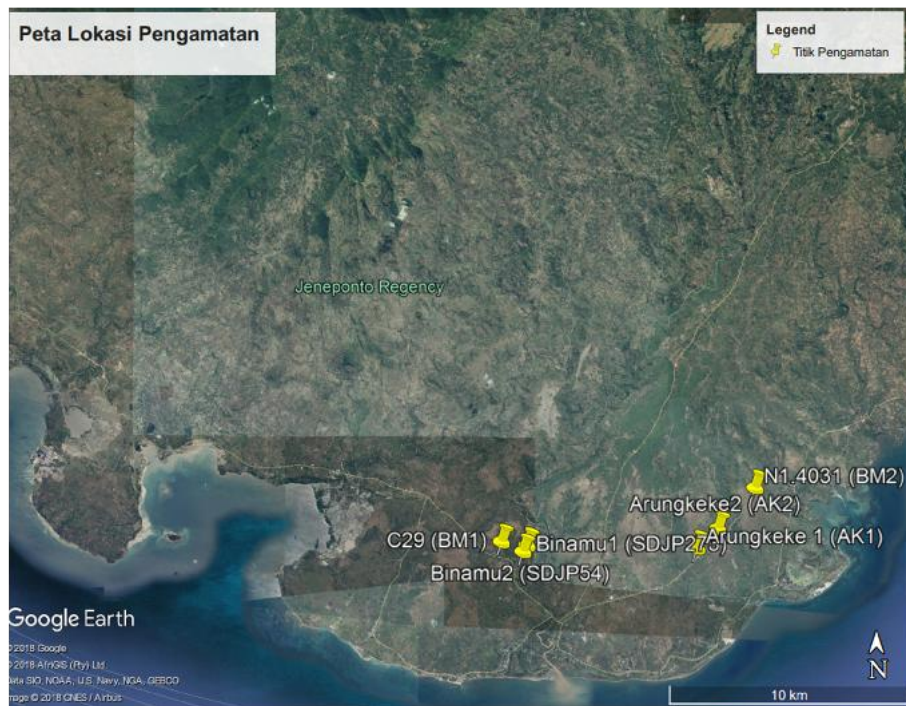 Peta Lokasi Pengamatan
Legend
Titik Pengamatan
Jeneponto Regency
N1.4031 (BM2)
Arungkeke2 (AK2)
C29 (BM1)
Binamu1 (SDJP275)
Arungkeke 1 (AK1)
Binamu2 (SDJP54)
Google Earth
© 2018 Google
© 2018 AfriGIS (Pty) Ltd.
Data SIO, NOAA, U.S. Navy, NGA, GEBCO
Image © 2018 CNES / Airbus
N
10 km